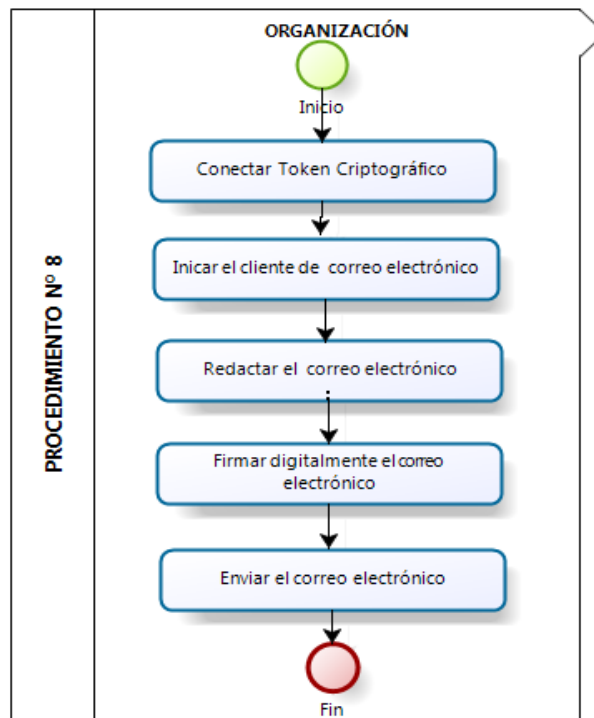 ORGANIZACIÓN
PROCEDIMIENTO Nº 8
Inicio
Conectar Token Criptográfico
Inicar el cliente de correo electrónico
Redactar el correo electrónico
:
Firmar digitalmente el correo
electrónico
Enviar el correo electrónico
Fin